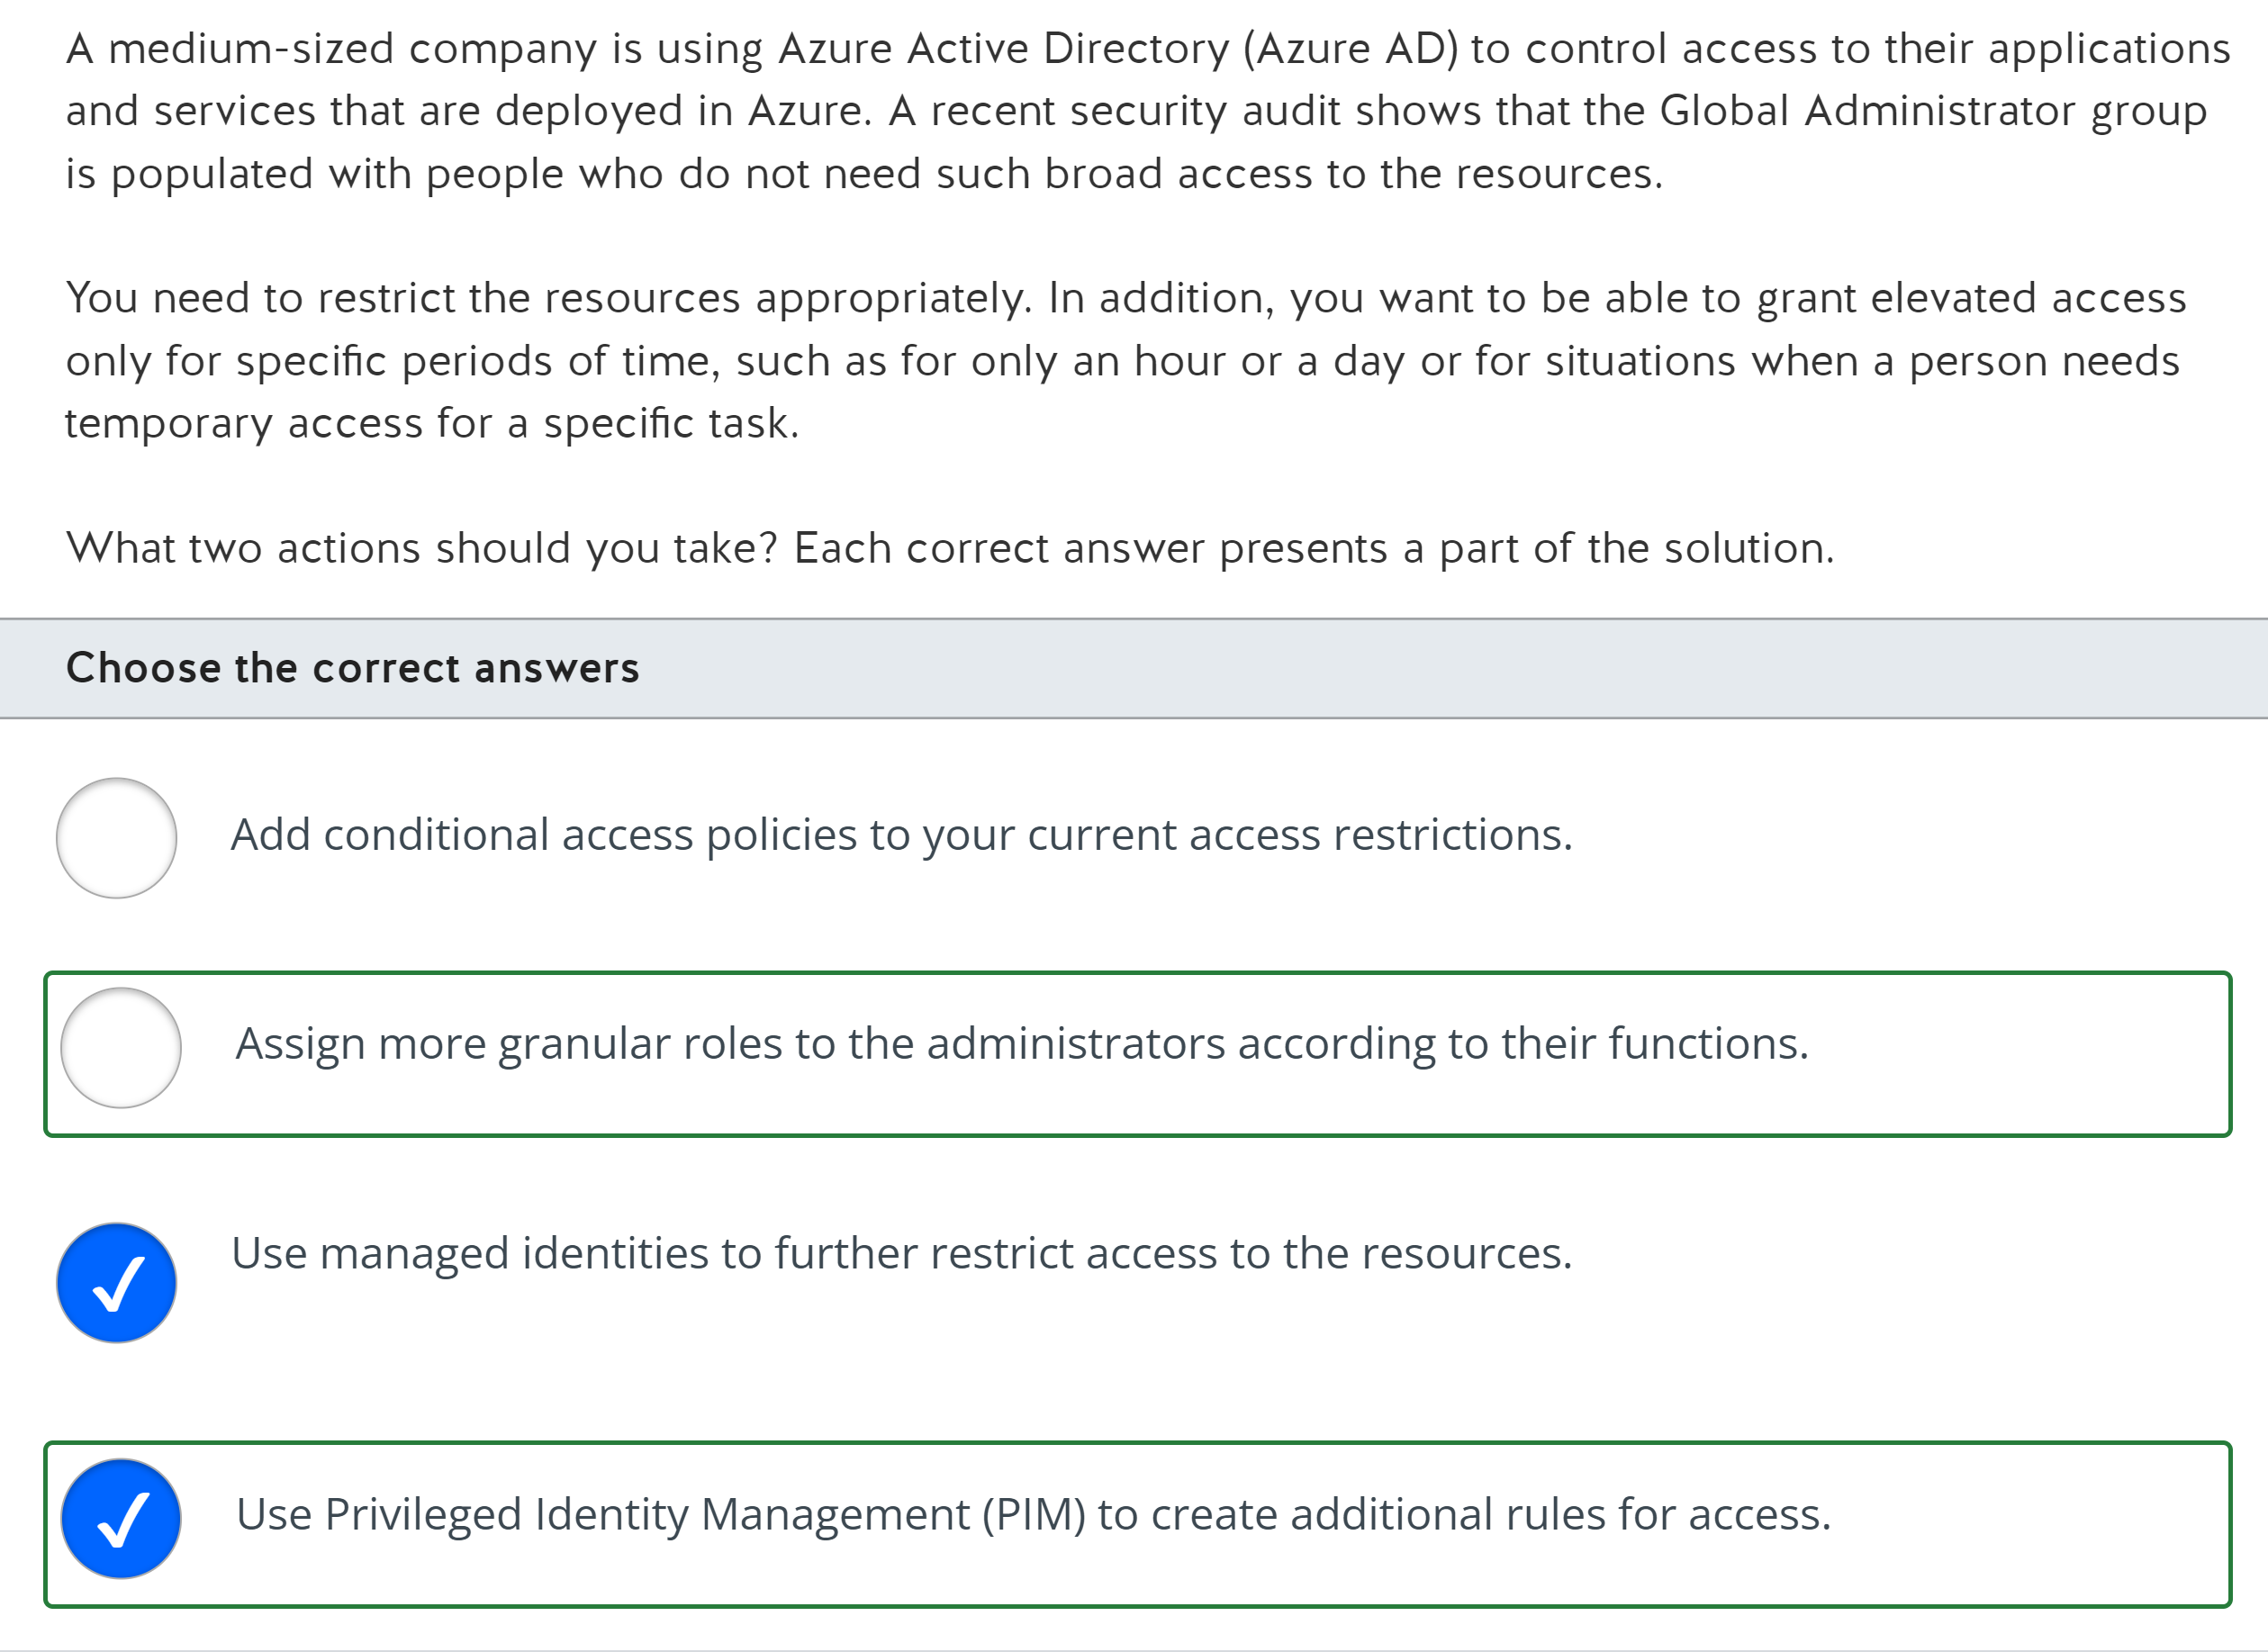 A medium-sized company is using Azure Active Directory (Azure AD) to control access to their applications
and services that are deployed in Azure. A recent security audit shows that the Global Administrator group
is populated with people who do not need such broad access to the resources.
You need to restrict the resources appropriately. In addition, you want to be able to grant elevated access
only for specific periods of time, such as for only an hour or a day or for situations when a person needs
temporary access for a specific task.
What two actions should you take? Each correct answer presents a part of the solution.
Choose the correct answers
Add conditional access policies to your current access restrictions.
Assign more granular roles to the administrators according to their functions.
Use managed identities to further restrict access to the resources.
Use Privileged Identity Management (PIM) to create additional rules for access.